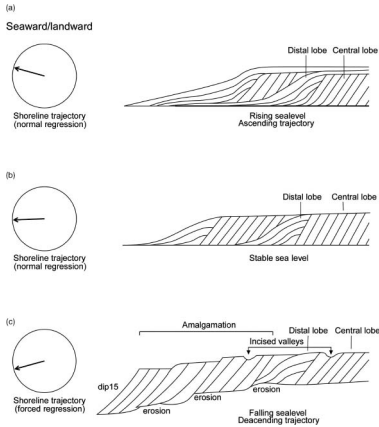 (a)
Seaward/landward
Distal lobe
Central lobe
Shoreline trajectory
(normal regression)
Rising sealevel
Ascending trajectory
(b)
Distal lobe
Central lobe
Shoreline trajectory
(normal regression)
Stable sea level
(c)
Amalgamation
Incised valleys
Distal lobe
Central lobe
dip15
erosion
erosion
erosion
Shoreline trajectory
(forced regression)
Falling sealevel
Deacending trajectory